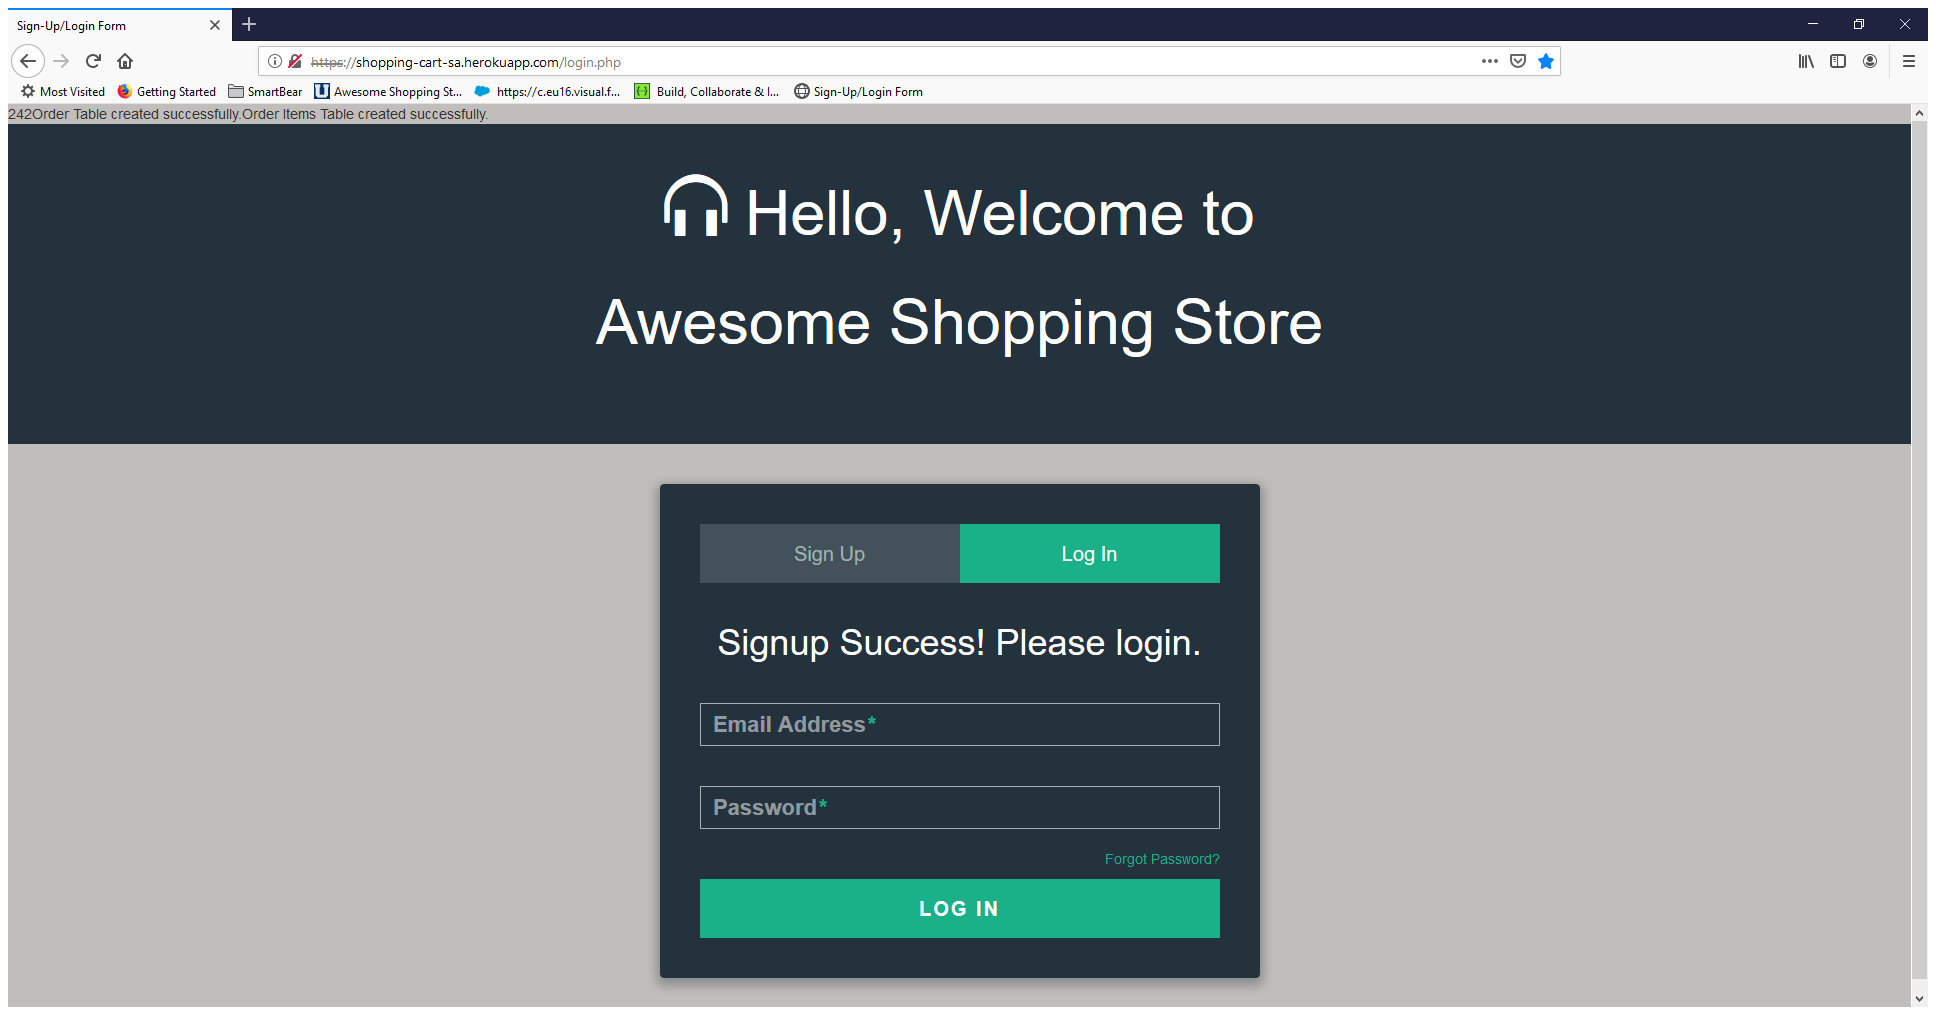 Sign-Up/Login Form
https://shopping-cart-sa.herokuapp.com/login.php
Most Visited Getting Started SmartBear Awesome Shopping St... https://c.eu16.visual.f... Build, Collaborate & I... Sign-Up/Login Form
242Order Table created successfully.Order Items Table created successfully.
Hello, Welcome to
Awesome Shopping Store
Sign Up Log In
Signup Success! Please login.
Email Address*
Password*
Forgot Password?
LOG IN